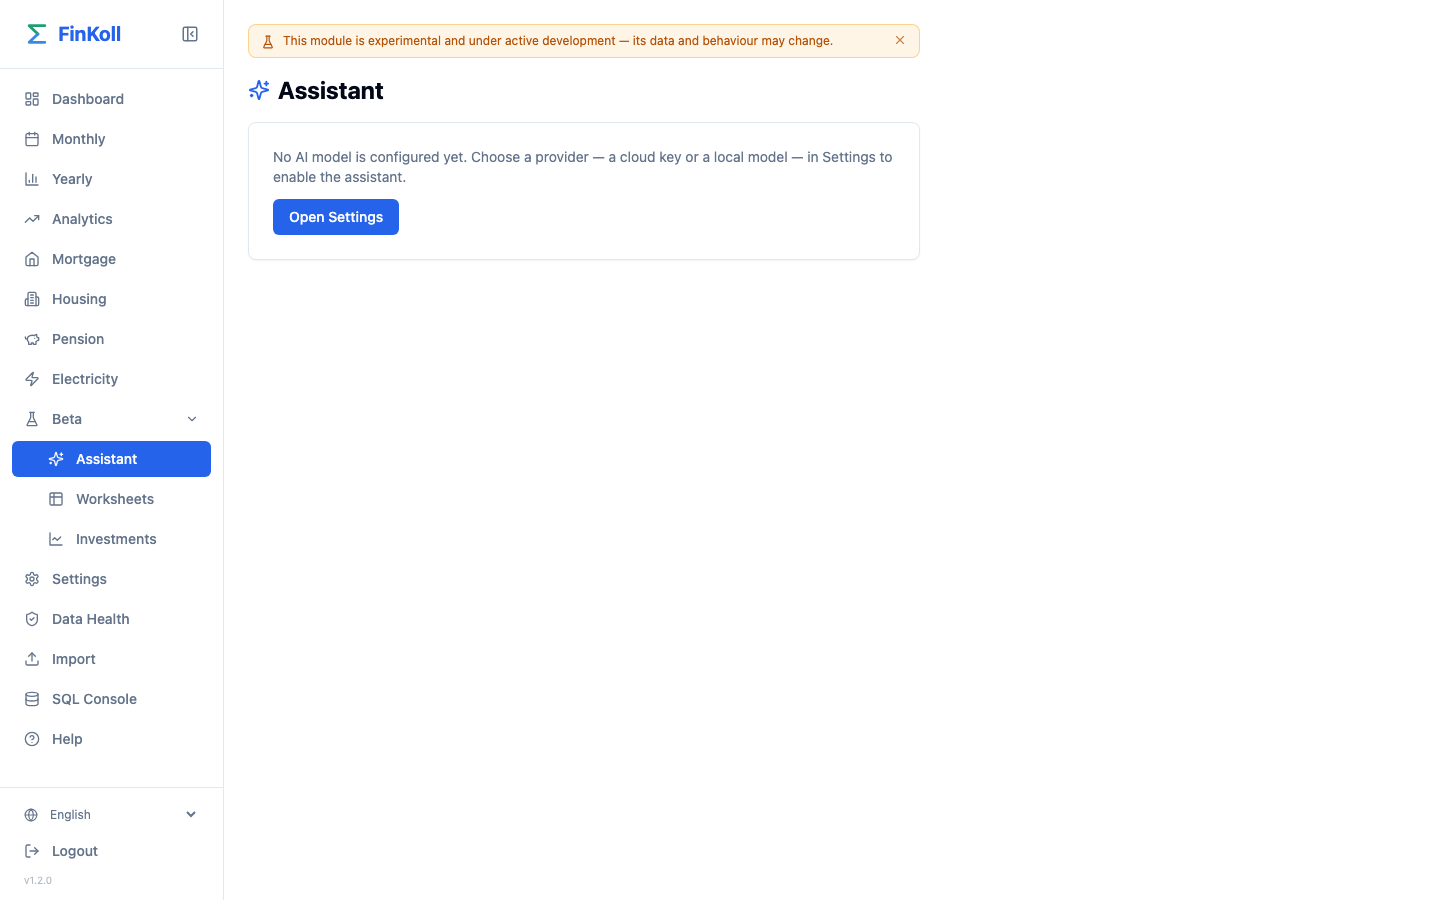 FinKoll
Dashboard
Monthly
Yearly
Analytics
Mortgage
Housing
Pension
Electricity
Beta
Assistant
Worksheets
Investments
Settings
Data Health
Import
SQL Console
Help
English
Logout
v1.2.0
This module is experimental and under active development — its data and behaviour may change.
Assistant
No AI model is configured yet. Choose a provider — a cloud key or a local model — in Settings to
enable the assistant.
Open Settings